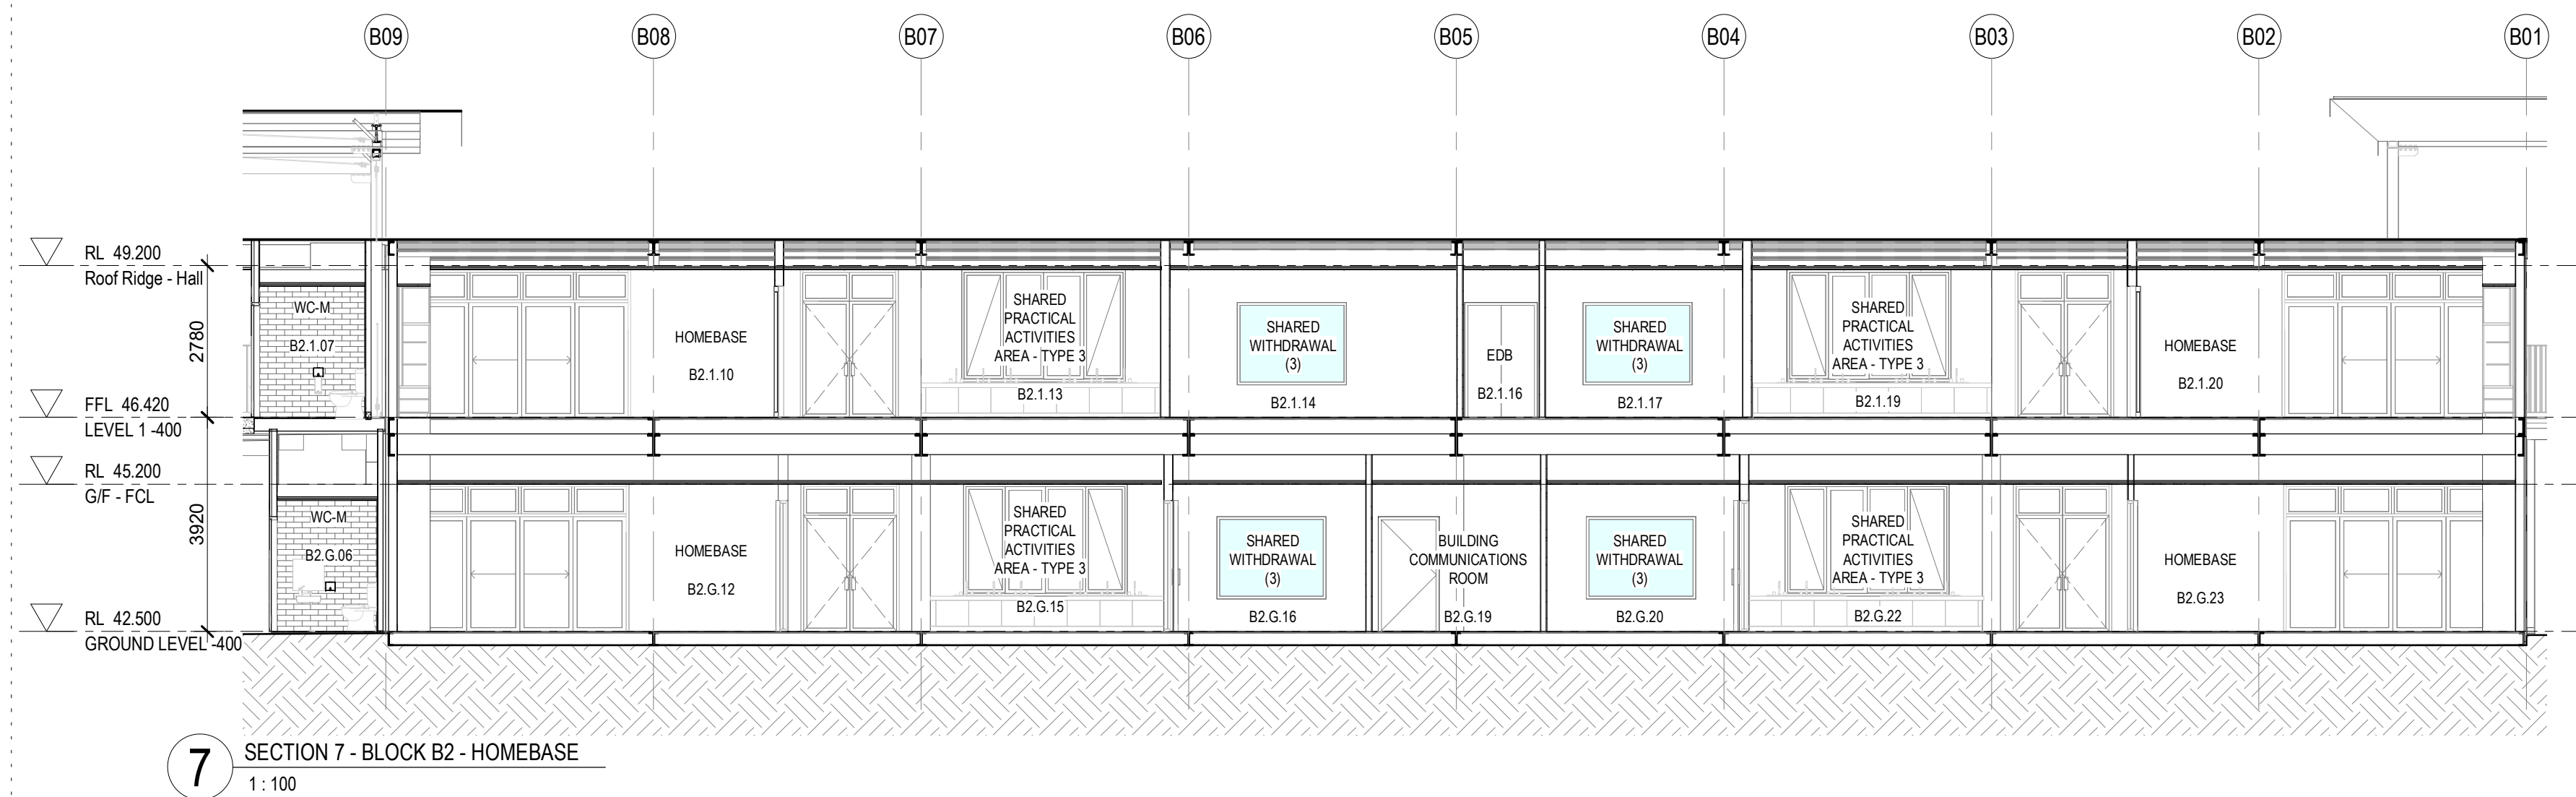 B09
B08
B07
B06
B05
B04
B03
B02
B01
RL 49.200
Roof Ridge - Hall
2780
FFL 46.420
LEVEL 1 -400
RL 45.200
G/F - FCL
3920
RL 42.500
GROUND LEVEL -400
WC-M
B2.1.07
HOMEBASE
B2.1.10
SHARED
PRACTICAL
ACTIVITIES
AREA - TYPE 3
B2.1.13
SHARED
WITHDRAWAL
(3)
B2.1.14
EDB
B2.1.16
SHARED
WITHDRAWAL
(3)
B2.1.17
SHARED
PRACTICAL
ACTIVITIES
AREA - TYPE 3
B2.1.19
HOMEBASE
B2.1.20
WC-M
B2.G.06
HOMEBASE
B2.G.12
SHARED
PRACTICAL
ACTIVITIES
AREA - TYPE 3
B2.G.15
SHARED
WITHDRAWAL
(3)
B2.G.16
BUILDING
COMMUNICATIONS
ROOM
B2.G.19
SHARED
WITHDRAWAL
(3)
B2.G.20
SHARED
PRACTICAL
ACTIVITIES
AREA - TYPE 3
B2.G.22
HOMEBASE
B2.G.23
7
SECTION 7 - BLOCK B2 - HOMEBASE
1 : 100